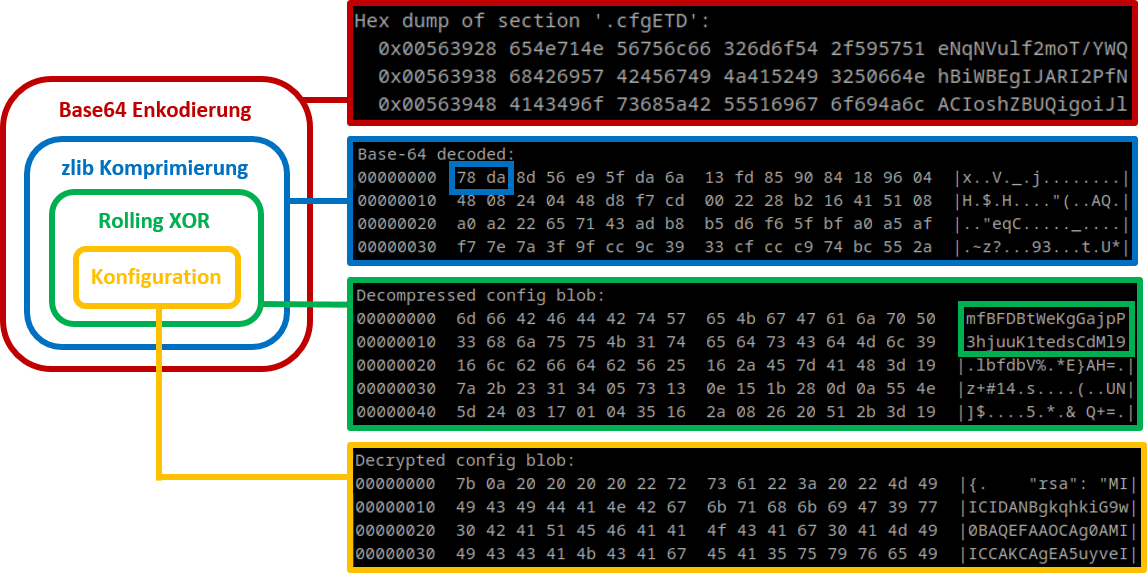 Base64 Enkodierung
zlib Komprimierung
Rolling XOR
Konfiguration
Hex dump of section '.cfgETD':
0x00563928 654e714e 56756c66 326d6f54 2f595751 eNqNVulf2moT/YWQ
0x00563938 68426957 42456749 4a415249 3250664e hBiWBEgIJARI2PfN
0x00563948 4143496f 73685a42 55516967 6f694a6c ACIoshZBUQigoiJl
Base-64 decoded:
00000000 78 da 8d 56 e9 5f da 6a 13 fd 85 90 84 18 96 04 |x..V._.j........|
00000010 48 08 24 04 48 d8 f7 cd 00 22 28 b2 16 41 51 08 |H.$.H...."(..AQ.|
00000020 a0 a2 22 65 71 43 ad b8 b5 d6 f6 5f bf a0 a5 af |.."eqC....._....|
00000030 f7 7e 7a 3f 9f cc 9c 39 33 cf cc c9 74 bc 55 2a |.~z?...93...t.U*|
Decompressed config blob:
00000000 6d 66 42 46 44 42 74 57 65 4b 67 47 61 6a 70 50 mfBFDBtWeKgGajpP
00000010 33 68 6a 75 75 4b 31 74 65 64 73 43 64 4d 6c 39 3hjuuK1tedsCdMl9
00000020 16 6c 62 66 64 62 56 25 16 2a 45 7d 41 48 3d 19 |.lbfdbV%.*E}AH=.|
00000030 7a 2b 23 31 34 05 73 13 0e 15 1b 28 0d 0a 55 4e |z+#14.s....(..UN|
00000040 5d 24 03 17 01 04 35 16 2a 08 26 20 51 2b 3d 19 |]$....5.*.& Q+=.|
Decrypted config blob:
00000000 7b 0a 20 20 20 20 22 72 73 61 22 3a 20 22 4d 49 |{.    "rsa": "MI|
00000010 49 43 49 44 41 4e 42 67 6b 71 68 6b 69 47 39 77 |ICIDANBgkqhkiG9w|
00000020 30 42 41 51 45 46 41 41 4f 43 41 67 30 41 4d 49 |0BAQEFAAOCAg0AMI|
00000030 49 43 43 41 4b 43 41 67 45 41 35 75 79 76 65 49 |ICCAKCAgEA5uyveI|